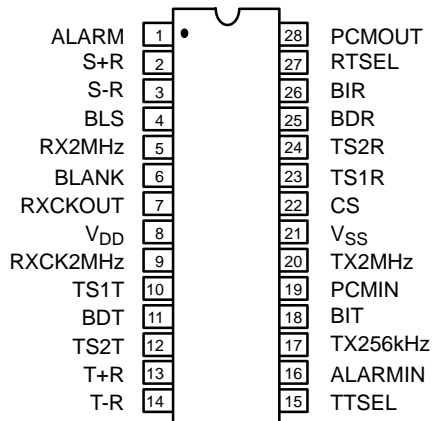 ALARM 1 28 PCMOUT
S+R 2 27 RTSEL
S-R 3 26 BIR
BLS 4 25 BDR
RX2MHz 5 24 TS2R
BLANK 6 23 TS1R
RXCKOUT 7 22 CS
VDD 8 21 VSS
RXCK2MHz 9 20 TX2MHz
TS1T 10 19 PCMIN
BDT 11 18 BIT
TS2T 12 17 TX256kHz
T+R 13 16 ALARMIN
T-R 14 15 TTSEL